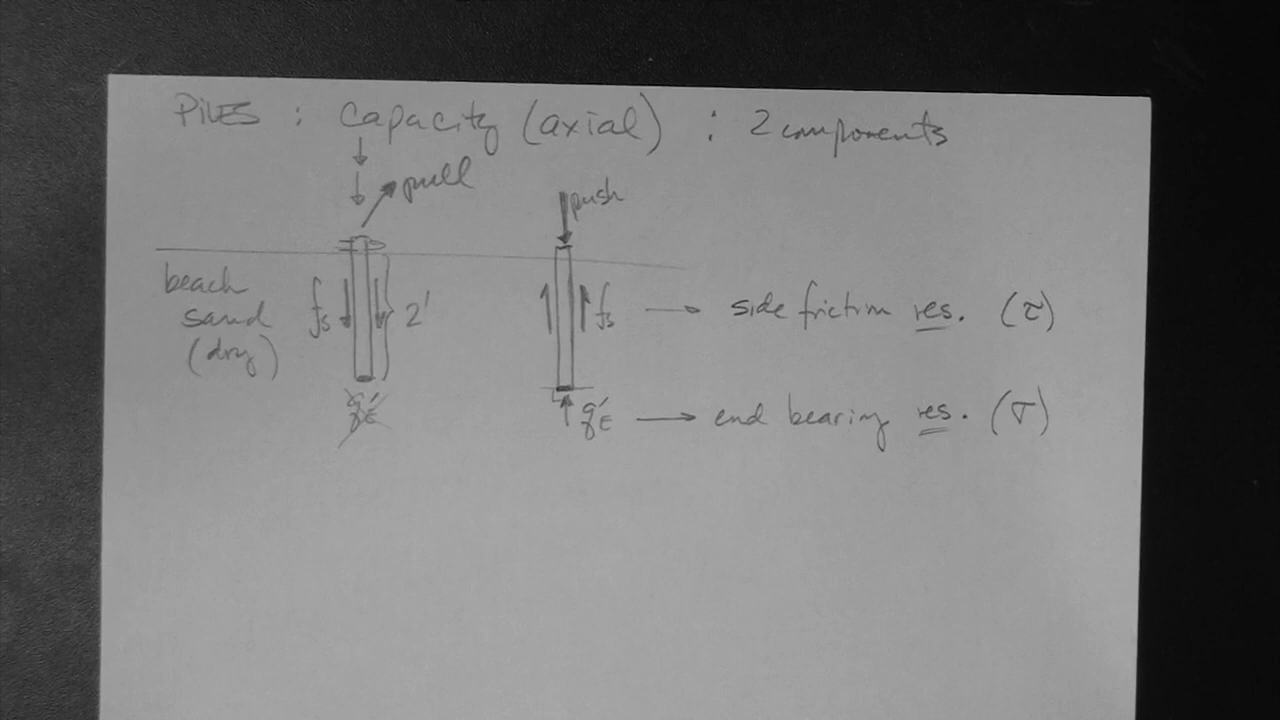 PILES : capacity (axial) : 2 components
pull
push
beach
sand
(dry)
fs
2'
fs → side friction res. (τ)
q'E
q'E → end bearing res. (σ)